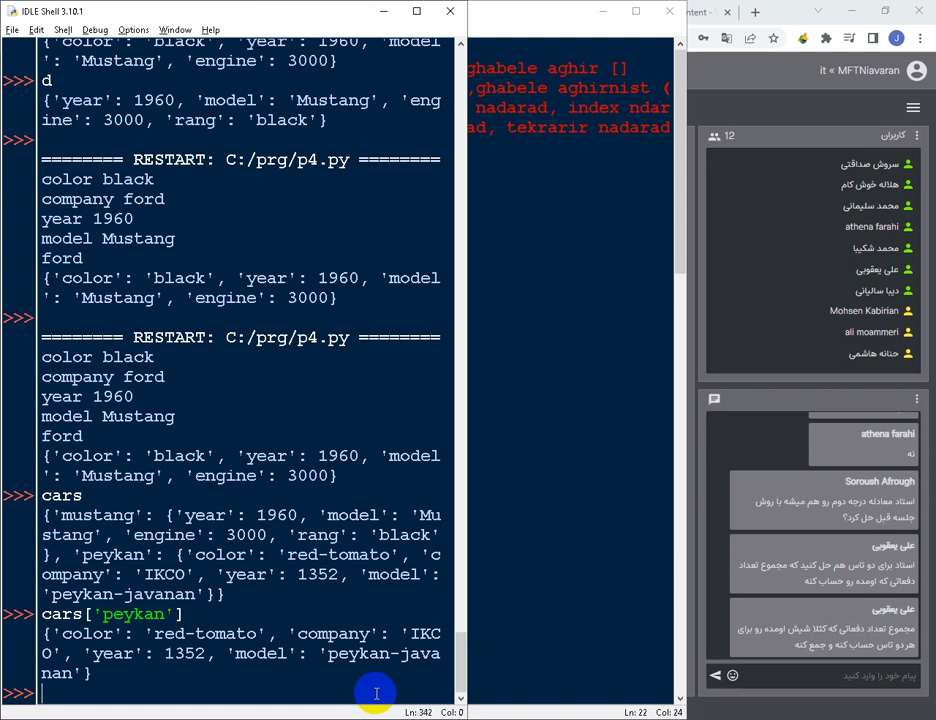 IDLE Shell 3.10.1
File Edit Shell Debug Options Window Help
{'color': 'black', 'year': 1960, 'model
': 'Mustang', 'engine': 3000}
>>> d
{'year': 1960, 'model': 'Mustang', 'eng
ine': 3000, 'rang': 'black'}
>>>
======== RESTART: C:/prg/p4.py ========
color black
company ford
year 1960
model Mustang
ford
{'color': 'black', 'year': 1960, 'model
': 'Mustang', 'engine': 3000}
>>>
======== RESTART: C:/prg/p4.py ========
color black
company ford
year 1960
model Mustang
ford
{'color': 'black', 'year': 1960, 'model
': 'Mustang', 'engine': 3000}
>>> cars
{'mustang': {'year': 1960, 'model': 'Mu
stang', 'engine': 3000, 'rang': 'black'
}, 'peykan': {'color': 'red-tomato', 'c
ompany': 'IKCO', 'year': 1352, 'model':
'peykan-javanan'}}
>>> cars['peykan']
{'color': 'red-tomato', 'company': 'IKC
O', 'year': 1352, 'model': 'peykan-java
nan'}
>>>
Ln: 342 Col: 0
ghabele aghir []
,ghabele aghirnist (
nadarad, index ndar
ad, tekrarir nadarad
Ln: 22 Col: 24
ntent -
J
it « MFTNiavaran
12
کاربران
سروش صداقتی
هلاله خوش کام
محمد سلیمانی
athena farahi
محمد شکیبا
علی یعقوبی
دیبا سالیانی
Mohsen Kabirian
ali moammeri
حنانه هاشمی
athena farahi
نه
Soroush Afrough
استاد معادله درجه دوم رو هم میشه با روش
جلسه قبل حل کرد؟
علی یعقوبی
استاد برای دو تاس هم حل کنید که مجموع تعداد
دفعاتی که اومده رو حساب کنه
علی یعقوبی
مجموع تعداد دفعاتی که کثلا شیش اومده رو برای
هر دو تاس حساب کنه و جمع کنه
پیام خود را وارد کنید